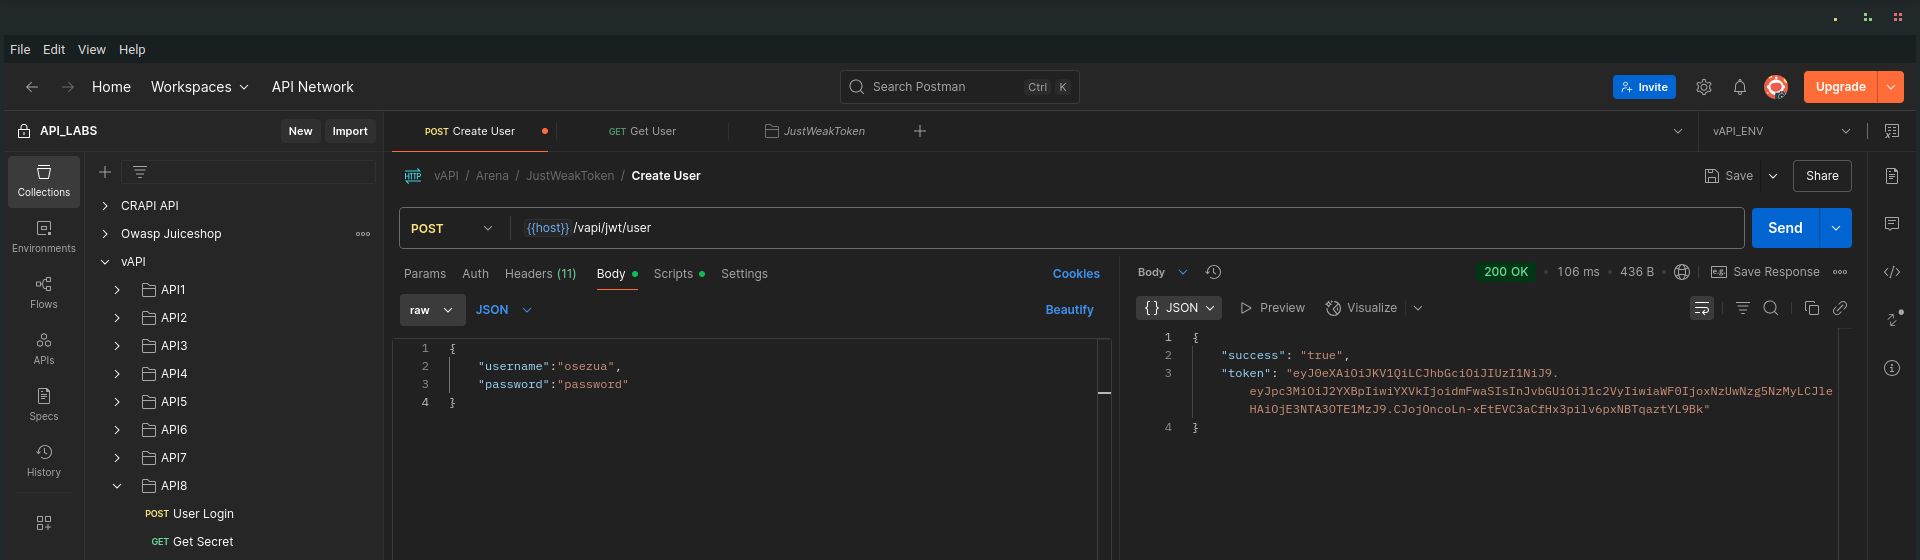 File Edit View Help
Home Workspaces API Network Search Postman Ctrl K Invite Upgrade
API_LABS New Import POST Create User GET Get User JustWeakToken vAPI_ENV
Collections
Environments
Flows
APIs
Specs
History
CRAPI API
Owasp Juiceshop
vAPI
API1
API2
API3
API4
API5
API6
API7
API8
POST User Login
GET Get Secret
HTTP vAPI / Arena / JustWeakToken / Create User Save Share
POST {{host}} /vapi/jwt/user Send
Params Auth Headers (11) Body Scripts Settings Cookies
raw JSON Beautify
1 {
2 "username":"osezua",
3 "password":"password"
4 }
Body 200 OK 106 ms 436 B e.g. Save Response
{ } JSON Preview Visualize
1 {
2 "success": "true",
3 "token": "eyJ0eXAiOiJKV1QiLCJhbGciOiJIUzI1NiJ9.
eyJpc3MiOiJ2YXBpIiwiYXVkIjoidmFwaSIsInJvbGUiOiJ1c2VyIiwiaWF0IjoxNzUwNzg5NzMyLCJle
HAiOjE3NTA3OTE1MzJ9.CJojOncoLn-xEtEVC3aCfHx3pilv6pxNBTqaztYL9Bk"
4 }